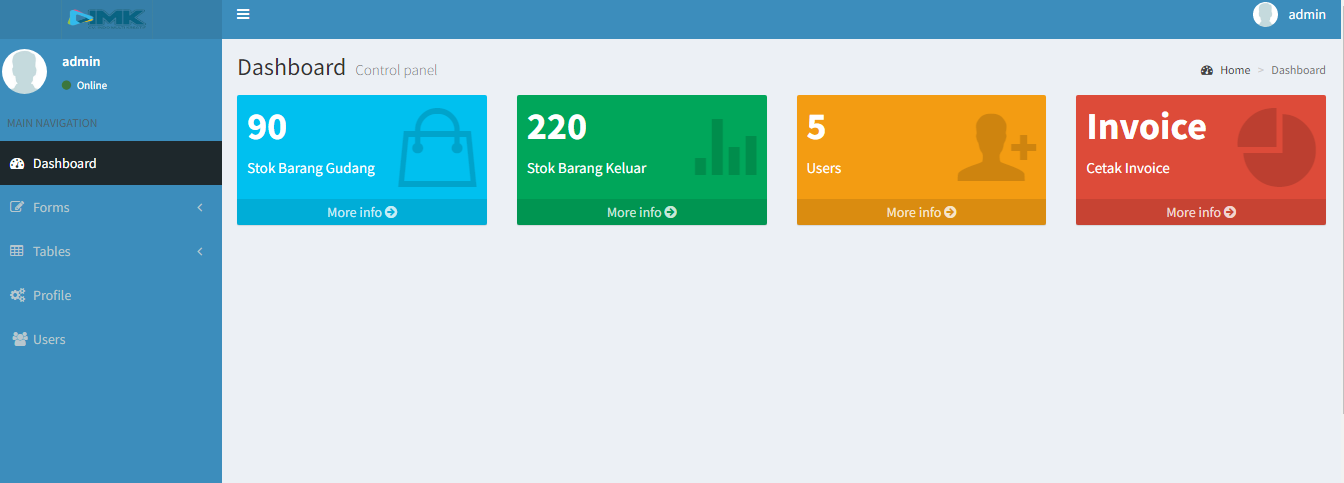 admin
admin
Online
MAIN NAVIGATION
Dashboard
Forms
Tables
Profile
Users
Dashboard Control panel
Home > Dashboard
90
Stok Barang Gudang
More info
220
Stok Barang Keluar
More info
5
Users
More info
Invoice
Cetak Invoice
More info